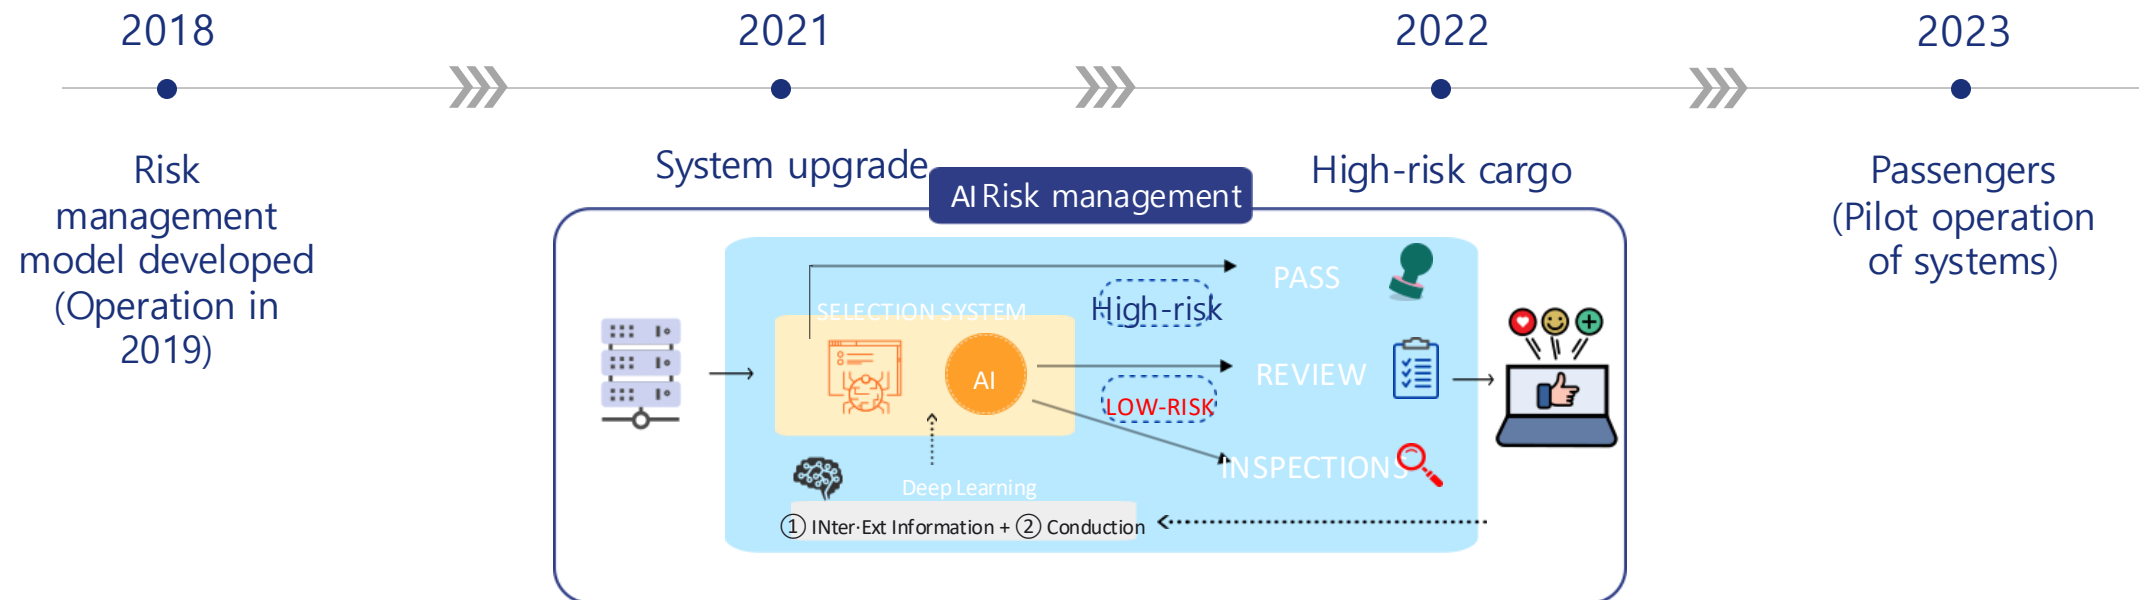 2018
2021
2022
2023
Risk
management
model developed
(Operation in
2019)
System upgrade
High-risk cargo
Passengers
(Pilot operation
of systems)
AI Risk management
PASS
SELECTION SYSTEM
High-risk
AI
REVIEW
LOW-RISK
INSPECTIONS
Deep Learning
① INter·Ext Information + ② Conduction